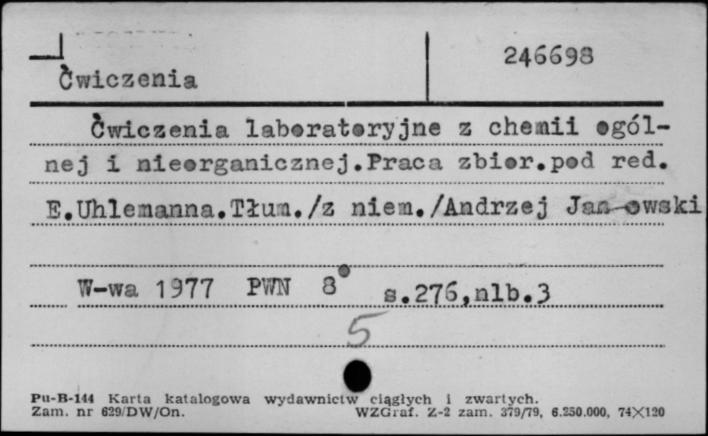 246698
Ćwiczenia
Ćwiczenia laboratoryjne z chemii ogól-
nej i nieorganicznej.Praca zbior.pod red.
E.Uhlemanna.Tłum./z niem./Andrzej
W-wa 1977 PWN 8° s.276,nlb.3
5
Pu-B-144 Karta katalogowa wydawnictw ciągłych i zwartych.
Zam. nr 629/DW/On. WZGraf. Z-2 zam. 379/79, 6.250.000, 74×120